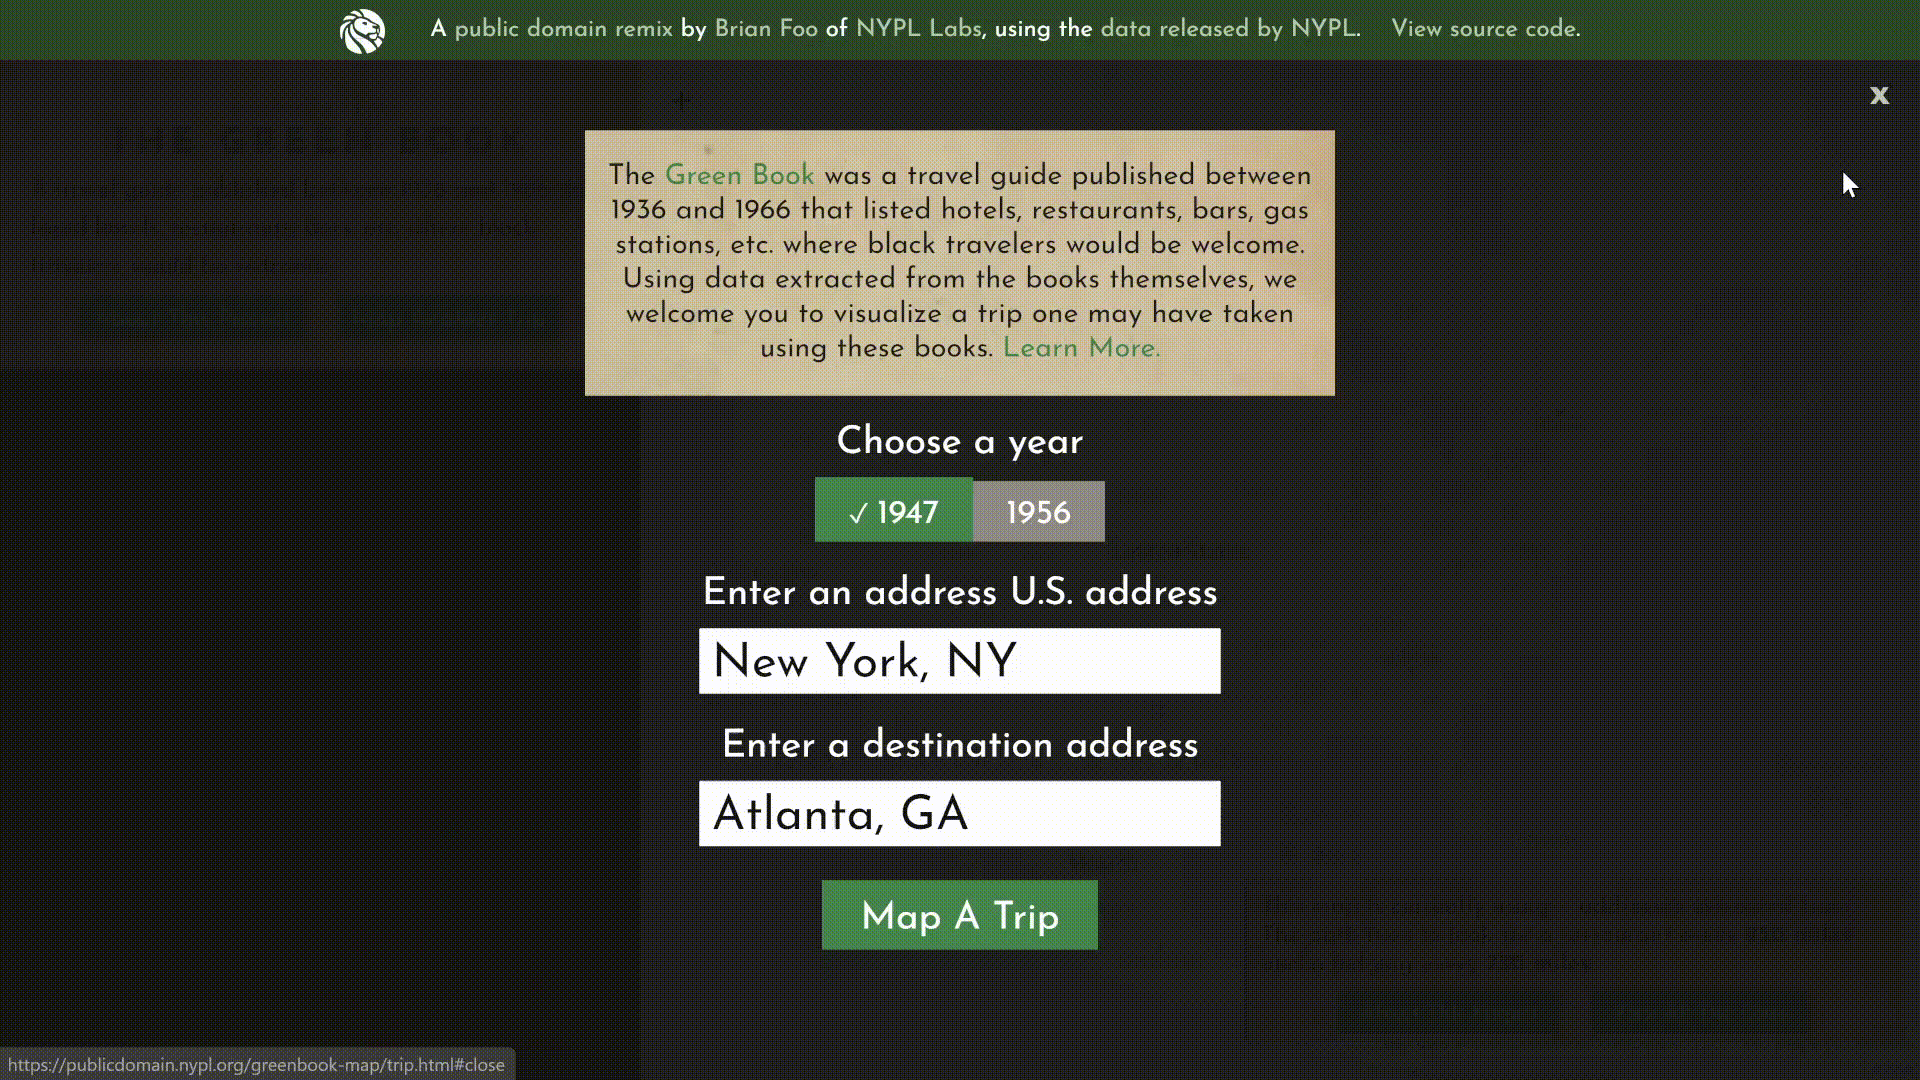 A public domain remix by Brian Foo of NYPL Labs, using the data released by NYPL. View source code.
x
THE GREEN BOOK
The Green Book was a travel guide published between
1936 and 1966 that listed hotels, restaurants, bars, gas
stations, etc. where black travelers would be welcome.
Using data extracted from the books themselves, we
welcome you to visualize a trip one may have taken
using these books. Learn More.
Choose a year
✓ 1947 1956
Enter an address U.S. address
New York, NY
Enter a destination address
Atlanta, GA
Map A Trip
https://publicdomain.nypl.org/greenbook-map/trip.html#close